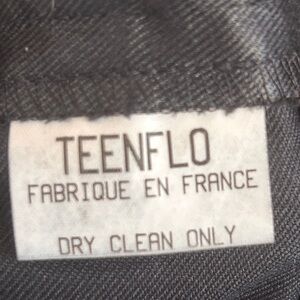 TEENFLO
FABRIQUE EN FRANCE
DRY CLEAN ONLY